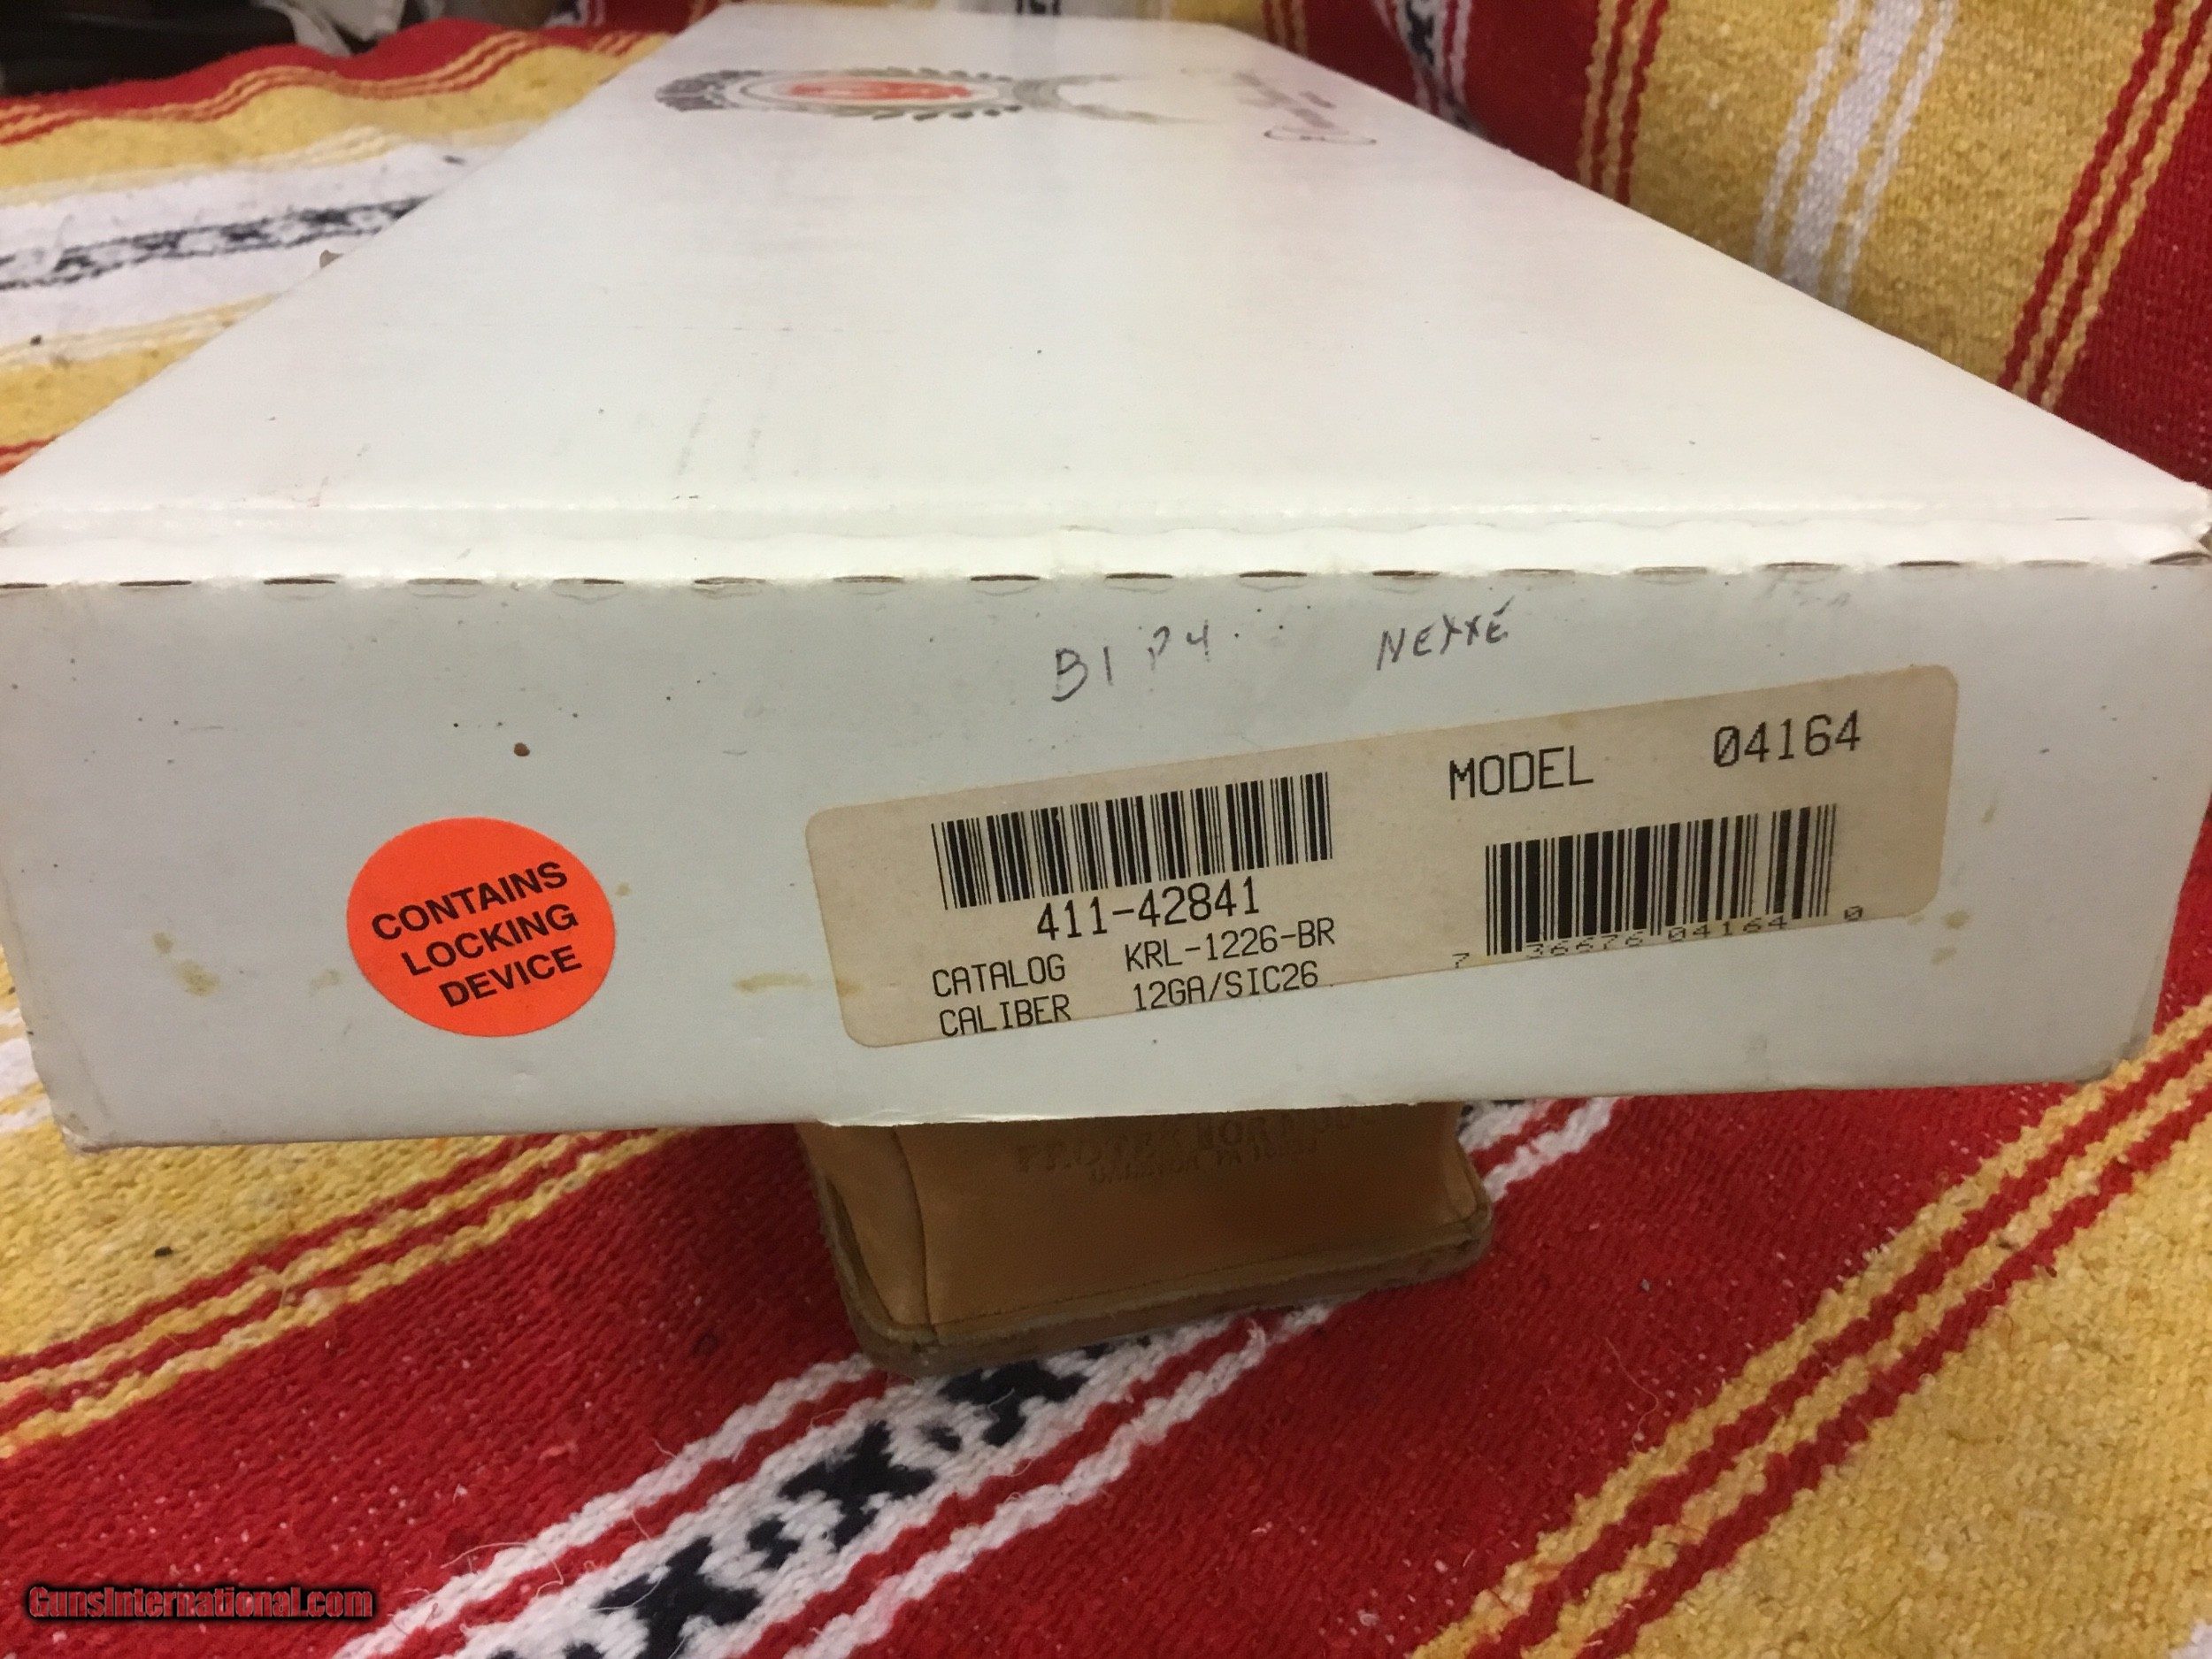 B1 P4 NEXXE
MODEL 04164
411-42841
CATALOG KRL-1226-BR
CALIBER 12GA/SIC26
7 36676 04164 0
CONTAINS
LOCKING
DEVICE
GunsInternational.com